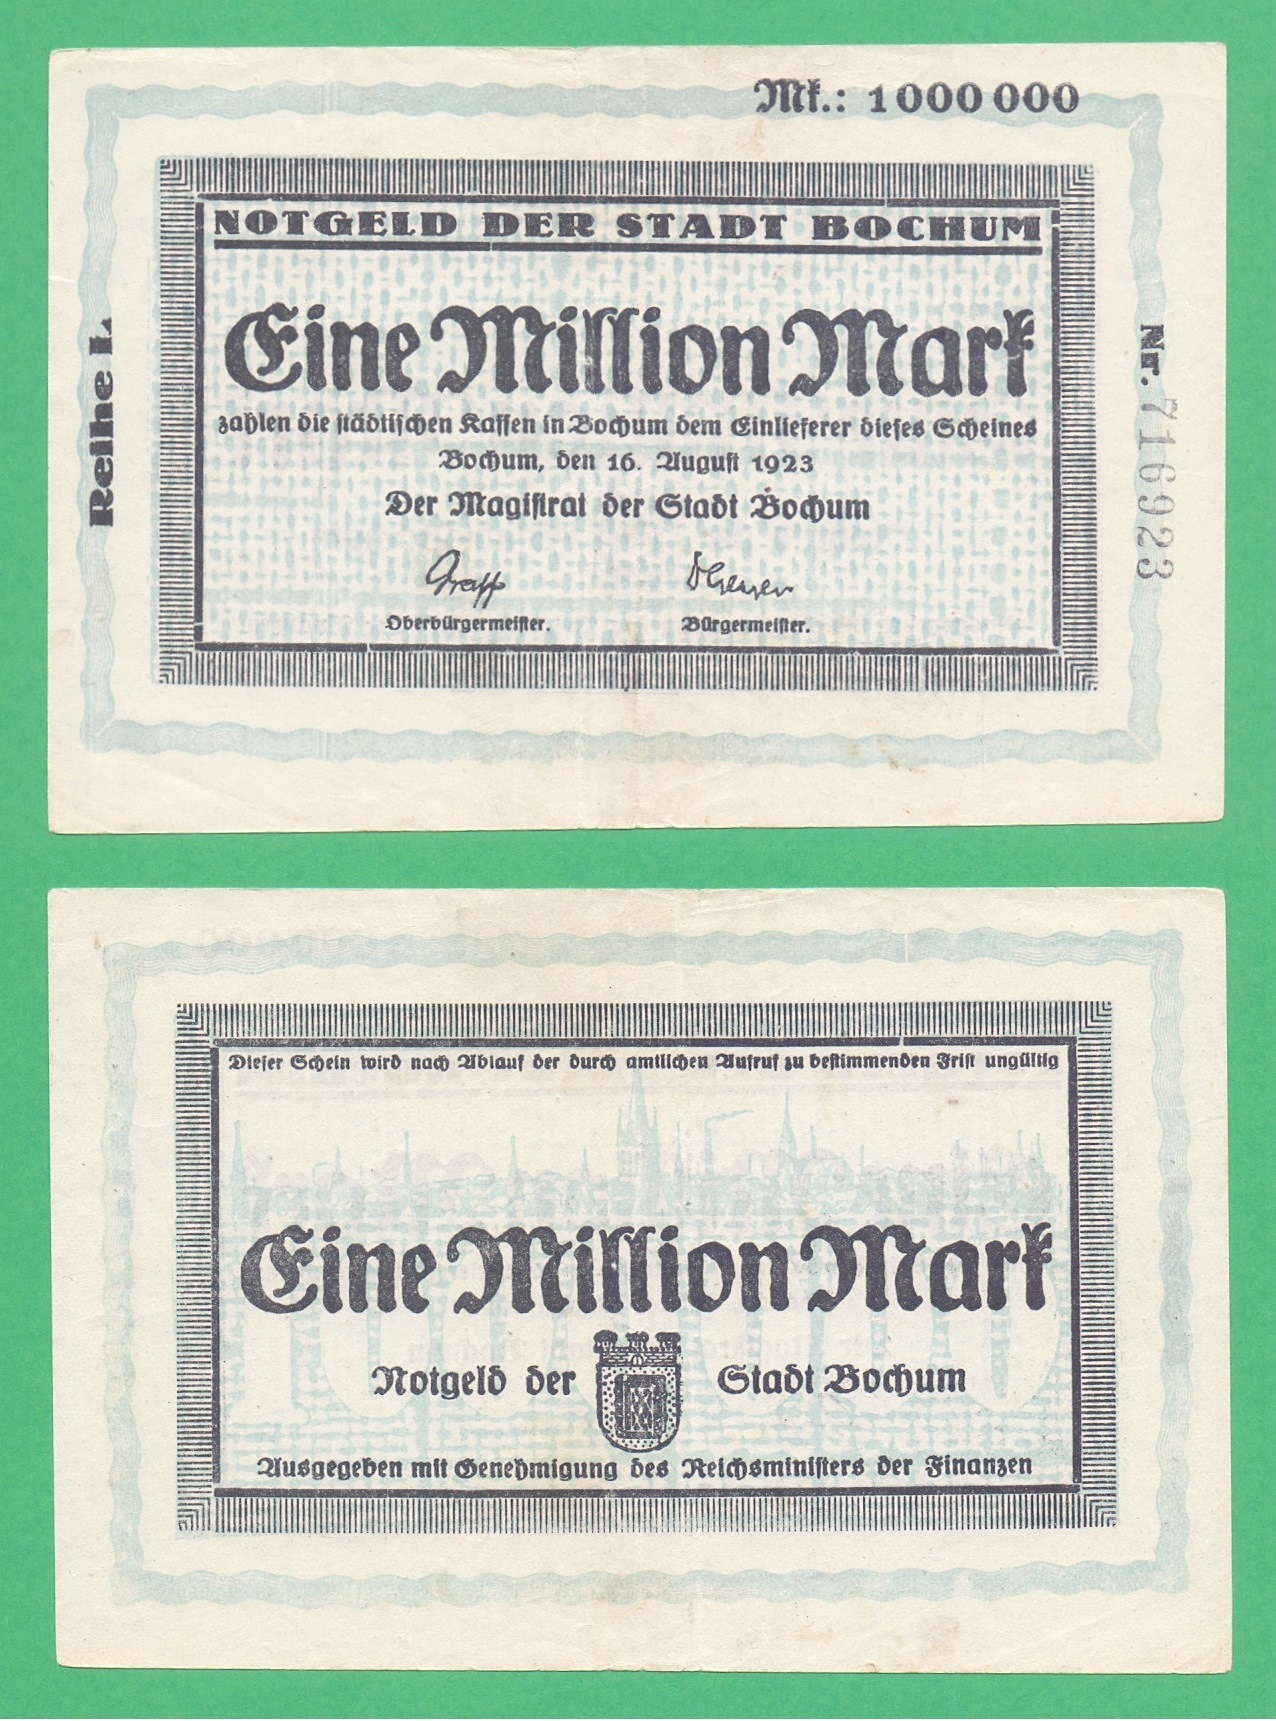 Mk.: 1000000
NOTGELD DER STADT BOCHUM
Eine Million Mark
zahlen die städtischen Kassen in Bochum dem Einlieferer dieses Scheines
Bochum, den 16. August 1923
Der Magistrat der Stadt Bochum
Graff
Oberbürgermeister.
Bürgermeister.
Reihe L
Nr. 716923
Dieser Schein wird nach Ablauf der durch amtlichen Aufruf zu bestimmenden Frist ungültig
Eine Million Mark
Notgeld der Stadt Bochum
Ausgegeben mit Genehmigung des Reichsministers der Finanzen